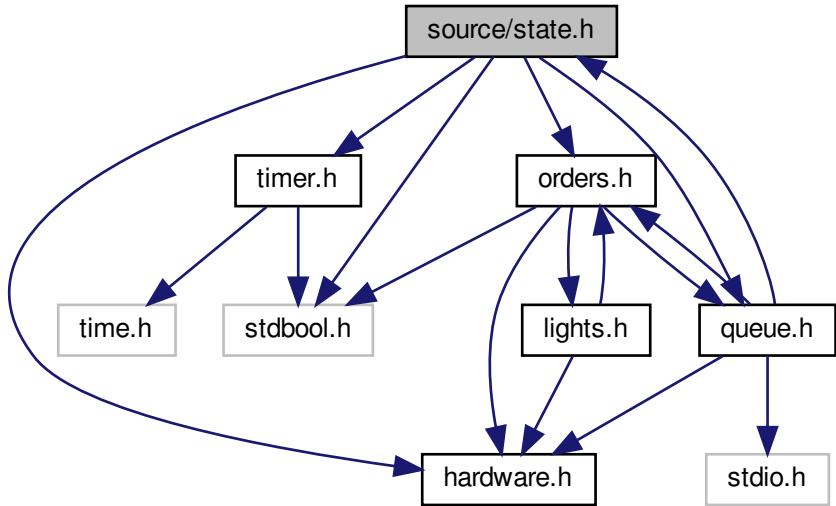 source/state.h
timer.h
orders.h
time.h
stdbool.h
lights.h
queue.h
hardware.h
stdio.h